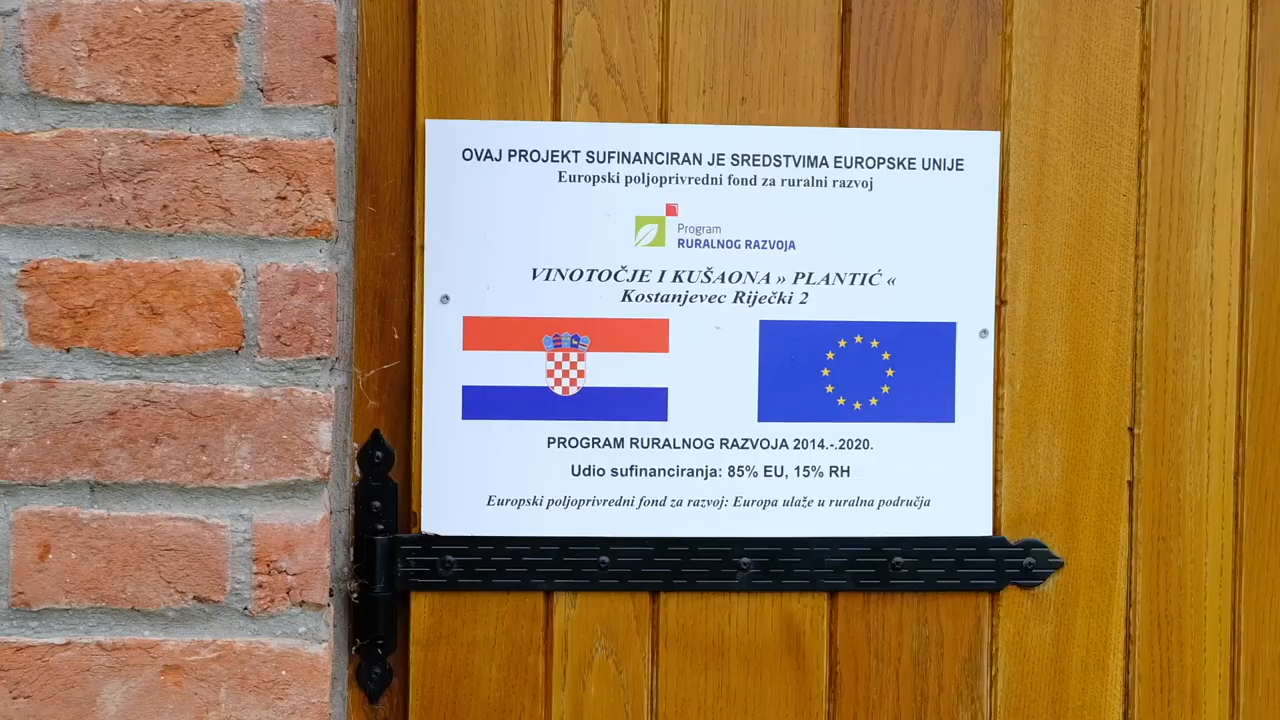 OVAJ PROJEKT SUFINANCIRAN JE SREDSTVIMA EUROPSKE UNIJE
Europski poljoprivredni fond za ruralni razvoj
Program
RURALNOG RAZVOJA
VINOTOČJE I KUŠAONA » PLANTIĆ «
Kostanjevec Riječki 2
PROGRAM RURALNOG RAZVOJA 2014.-.2020.
Udio sufinanciranja: 85% EU, 15% RH
Europski poljoprivredni fond za razvoj: Europa ulaže u ruralna područja